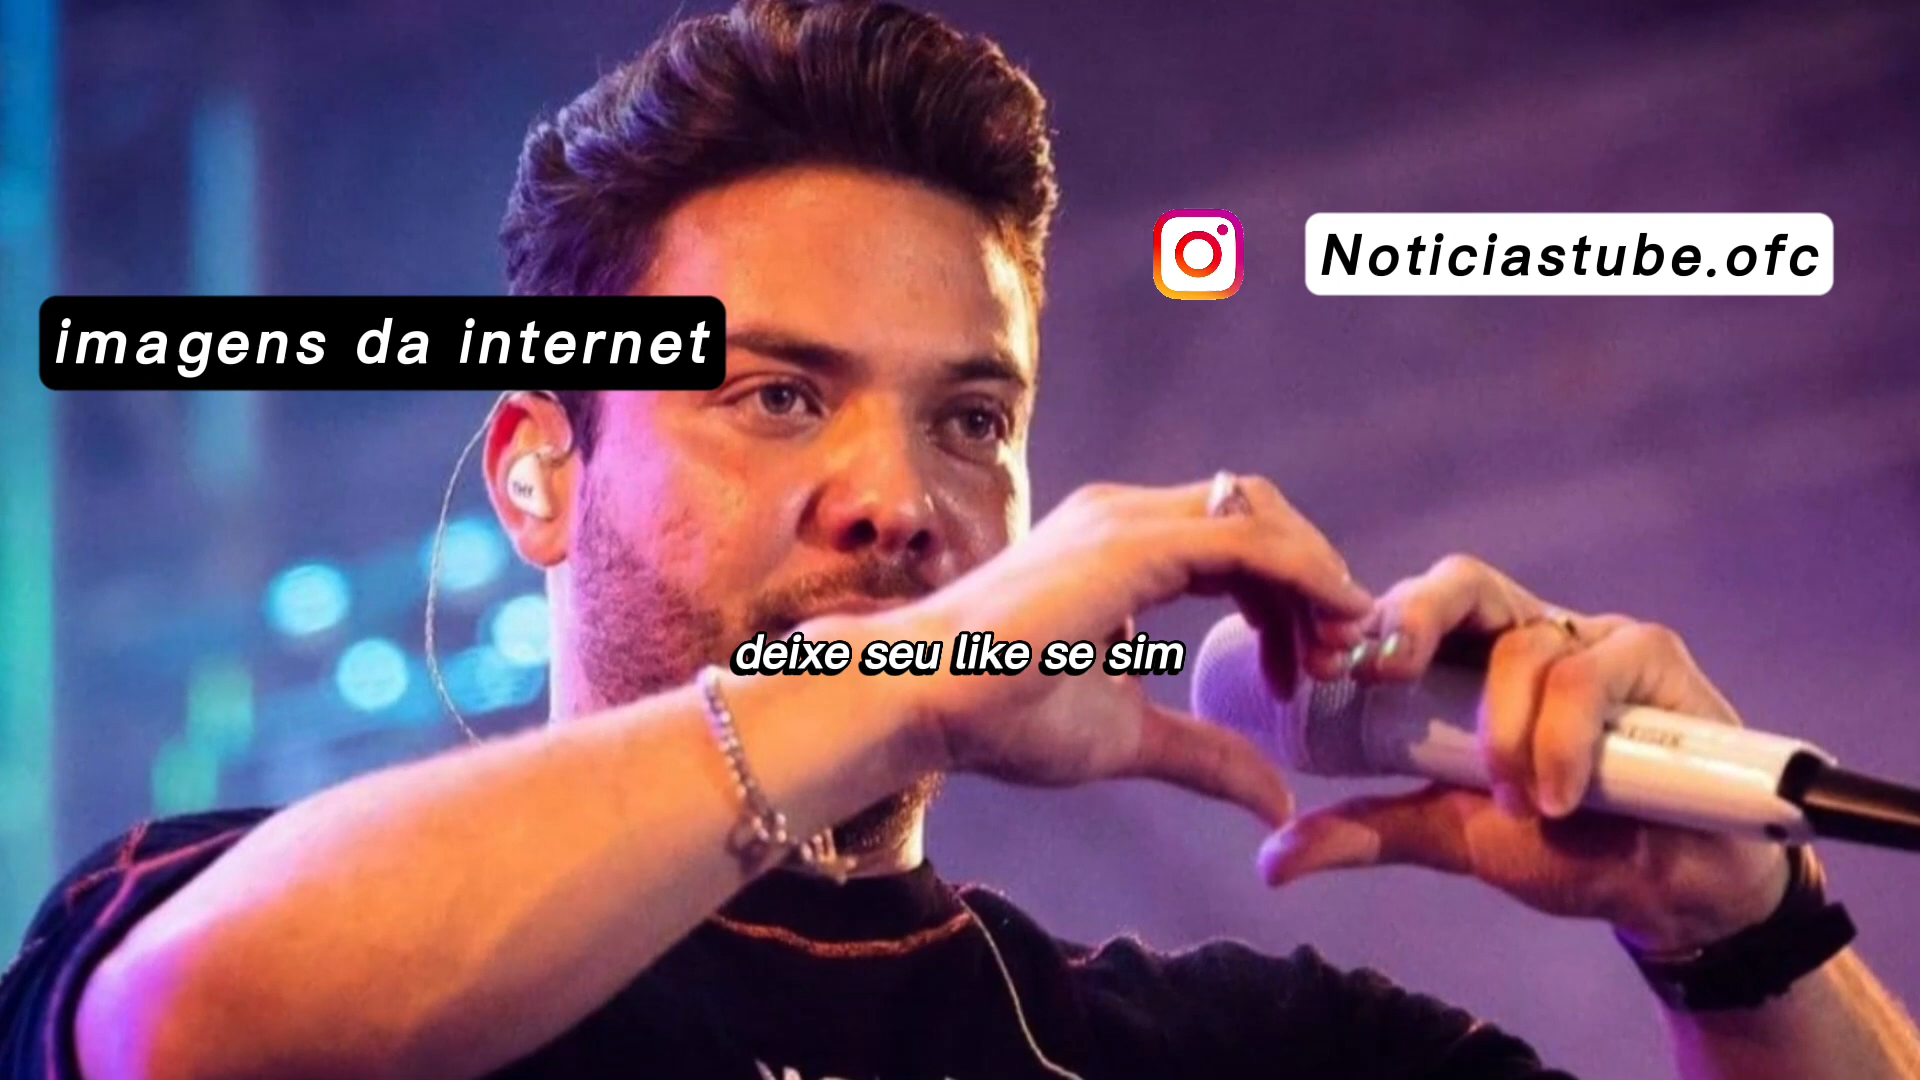 Noticiastube.ofc
imagens da internet
deixe seu like se sim